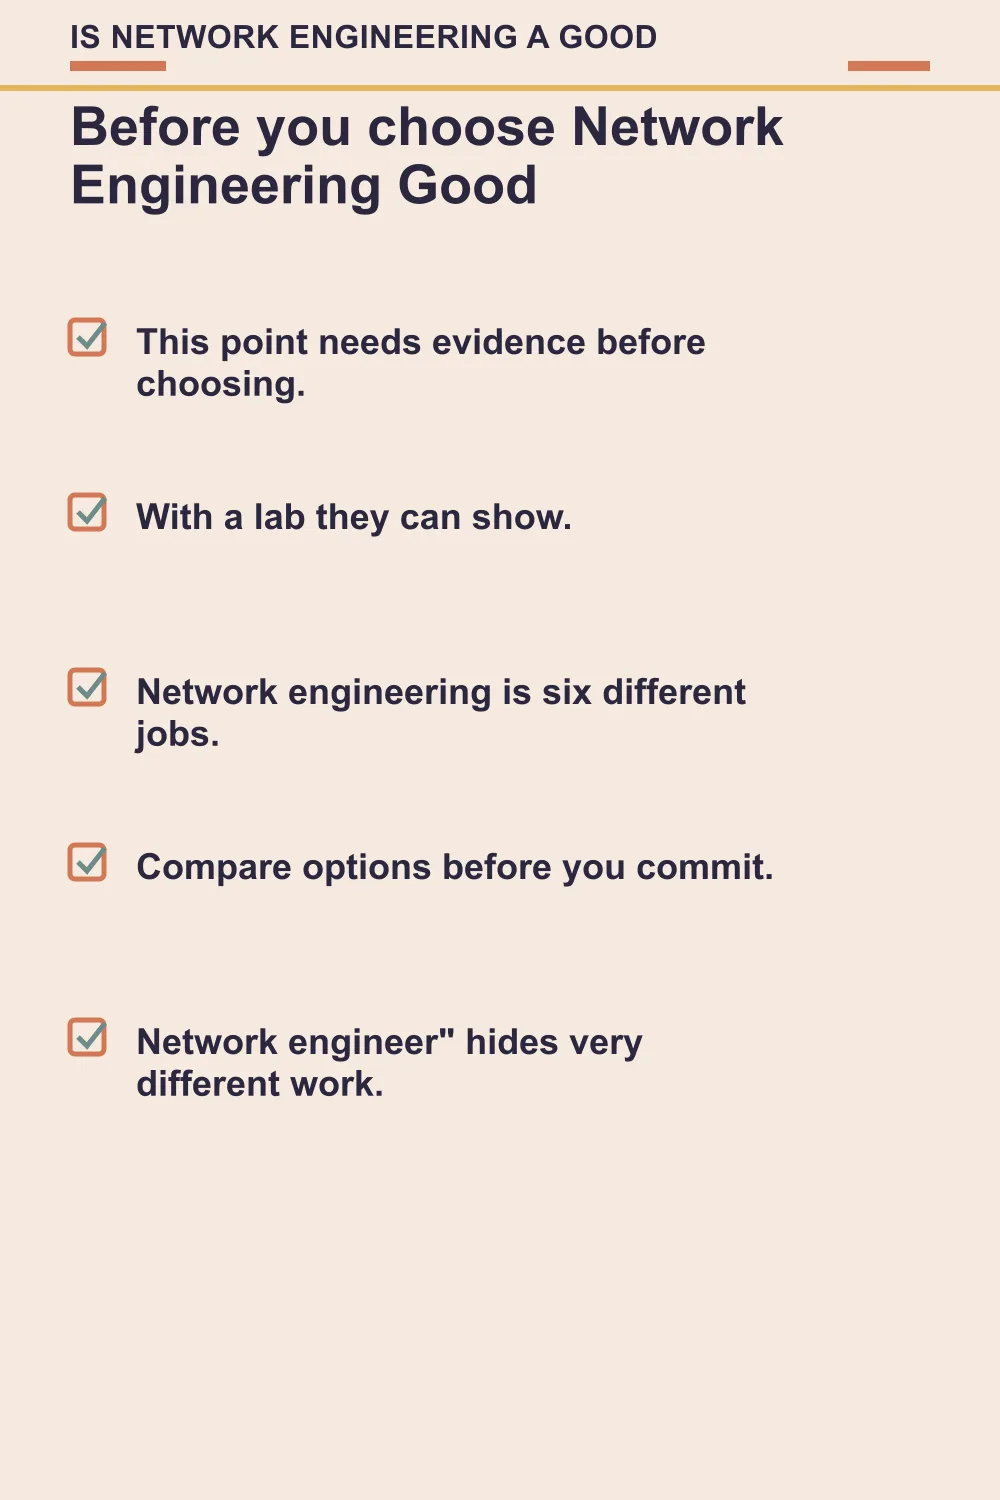 IS NETWORK ENGINEERING A GOOD
Before you choose Network
Engineering Good
This point needs evidence before
choosing.
With a lab they can show.
Network engineering is six different
jobs.
Compare options before you commit.
Network engineer" hides very
different work.